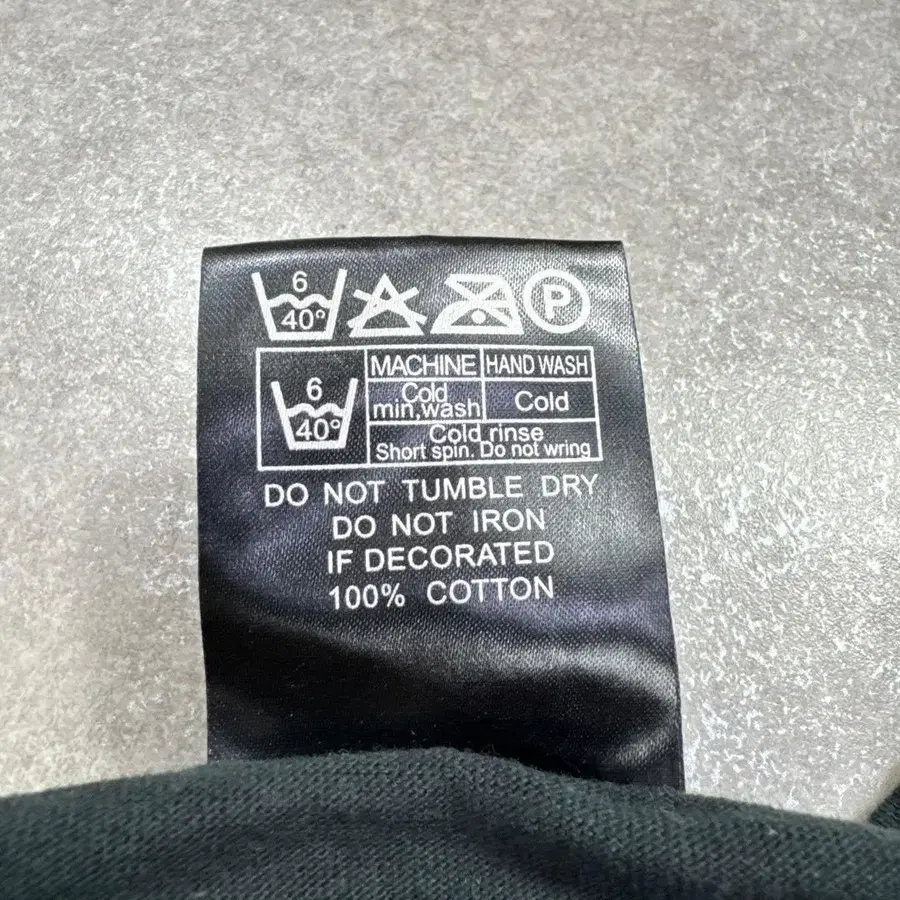 6
40°
P
6
40°
MACHINE HAND WASH
Cold
min,wash
Cold
Cold rinse
Short spin. Do not wring
DO NOT TUMBLE DRY
DO NOT IRON
IF DECORATED
100% COTTON